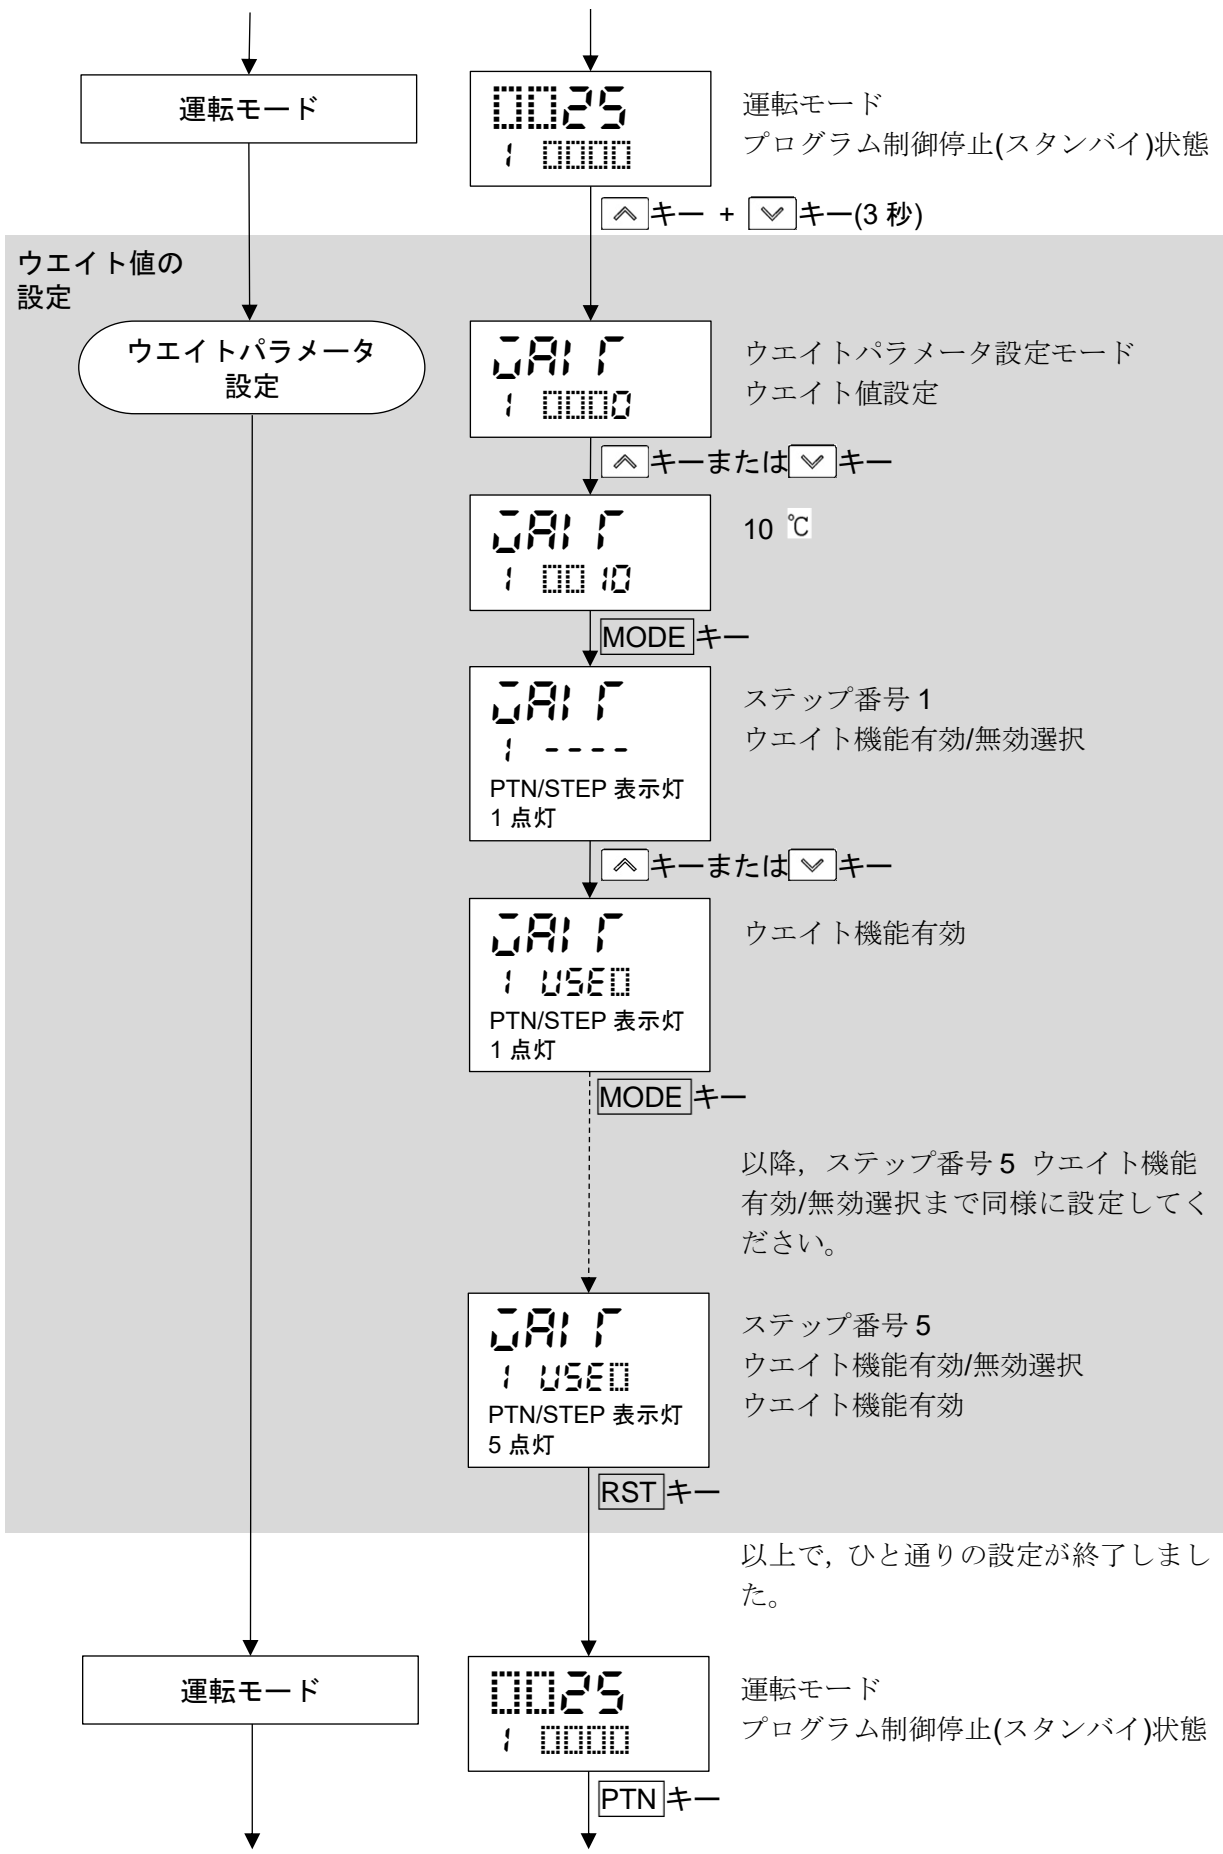 運転モード
25
1
運転モード
プログラム制御停止(スタンバイ)状態
キー + キー(3 秒)
ウエイト値の
設定
ウエイトパラメータ
設定
WAIT
1 0
ウエイトパラメータ設定モード
ウエイト値設定
キーまたは キー
WAIT
1 10
10 ℃
MODE キー
WAIT
1 ----
PTN/STEP 表示灯
1 点灯
ステップ番号 1
ウエイト機能有効/無効選択
キーまたは キー
WAIT
1 USE
PTN/STEP 表示灯
1 点灯
ウエイト機能有効
MODE キー
以降，ステップ番号 5 ウエイト機能
有効/無効選択まで同様に設定してく
ださい。
WAIT
1 USE
PTN/STEP 表示灯
5 点灯
ステップ番号 5
ウエイト機能有効/無効選択
ウエイト機能有効
RST キー
以上で，ひと通りの設定が終了しまし
た。
運転モード
25
1
運転モード
プログラム制御停止(スタンバイ)状態
PTN キー